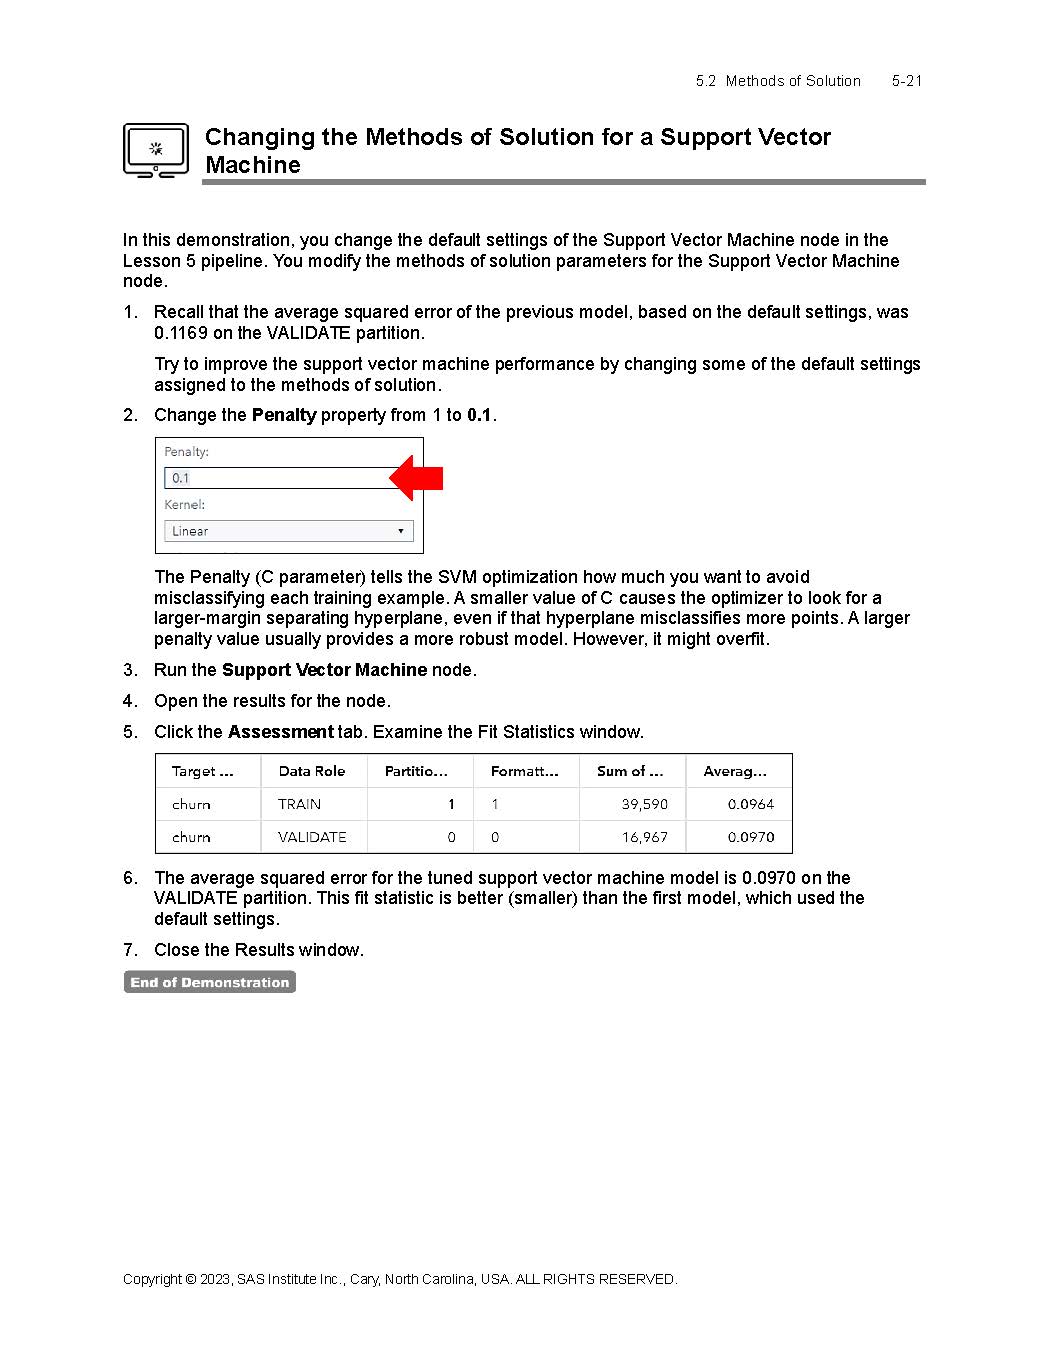 5.2 Methods of Solution 5-21
Changing the Methods of Solution for a Support Vector
Machine
In this demonstration, you change the default settings of the Support Vector Machine node in the
Lesson 5 pipeline. You modify the methods of solution parameters for the Support Vector Machine
node.
1. Recall that the average squared error of the previous model, based on the default settings, was
0.1169 on the VALIDATE partition.
Try to improve the support vector machine performance by changing some of the default settings
assigned to the methods of solution.
2. Change the Penalty property from 1 to 0.1.
Penalty:
0.1
Kernel:
Linear
The Penalty (C parameter) tells the SVM optimization how much you want to avoid
misclassifying each training example. A smaller value of C causes the optimizer to look for a
larger-margin separating hyperplane, even if that hyperplane misclassifies more points. A larger
penalty value usually provides a more robust model. However, it might overfit.
3. Run the Support Vector Machine node.
4. Open the results for the node.
5. Click the Assessment tab. Examine the Fit Statistics window.
Target ... Data Role Partitio... Formatt... Sum of ... Averag...
churn TRAIN 1 1 39,590 0.0964
churn VALIDATE 0 0 16,967 0.0970
6. The average squared error for the tuned support vector machine model is 0.0970 on the
VALIDATE partition. This fit statistic is better (smaller) than the first model, which used the
default settings.
7. Close the Results window.
End of Demonstration
Copyright © 2023, SAS Institute Inc., Cary, North Carolina, USA. ALL RIGHTS RESERVED.